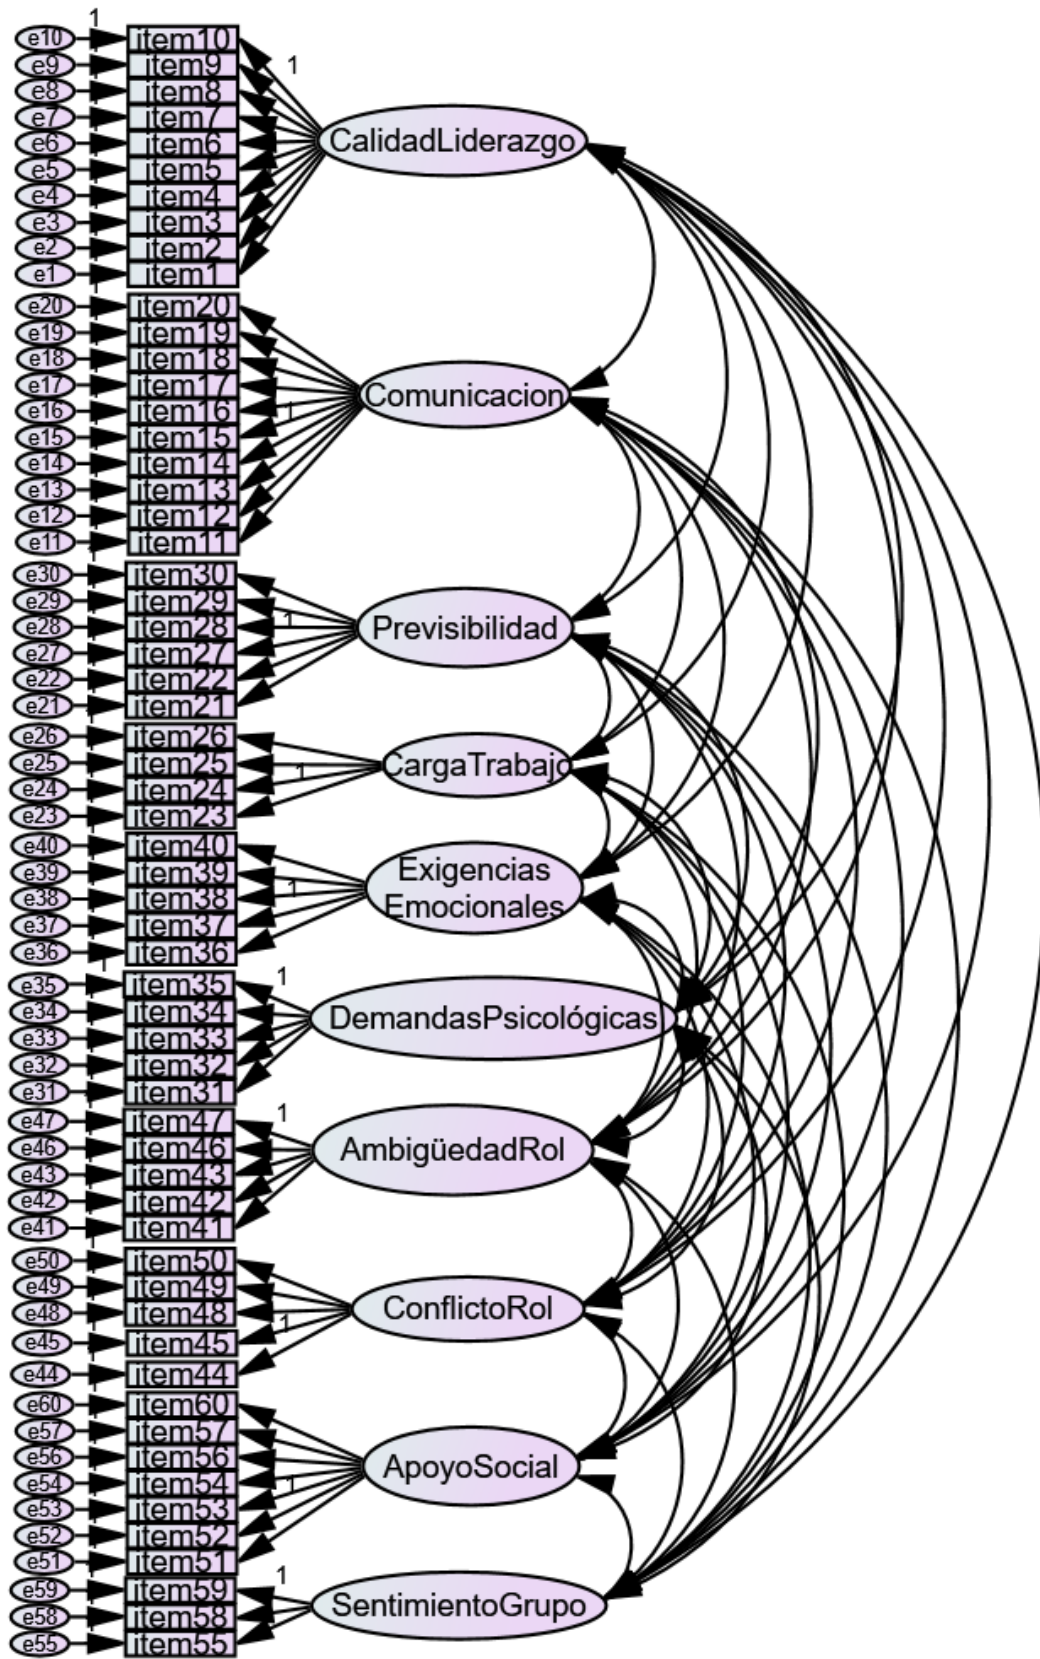 1
e10 item10
1
e9 item9
e8 item8
e7 item7
e6 item6
e5 item5
e4 item4
e3 item3
e2 item2
e1 item1
CalidadLiderazgo
e20 item20
e19 item19
e18 item18
e17 item17
e16 item16 1
e15 item15
e14 item14
e13 item13
e12 item12
e11 item11
Comunicacion
e30 item30
e29 item29
e28 item28 1
e27 item27
e22 item22
e21 item21
Previsibilidad
e26 item26
e25 item25
e24 item24 1
e23 item23
CargaTrabajo
e40 item40
e39 item39
e38 item38 1
e37 item37
e36 item36
Exigencias
Emocionales
1
e35 item35 1
e34 item34
e33 item33
e32 item32
e31 item31
DemandasPsicológicas
e47 item47 1
e46 item46
e43 item43
e42 item42
e41 item41
AmbigüedadRol
e50 item50
e49 item49
e48 item48
e45 item45 1
e44 item44
ConflictoRol
e60 item60
e57 item57
e56 item56
e54 item54 1
e53 item53
e52 item52
e51 item51
ApoyoSocial
e59 item59 1
e58 item58
e55 item55
SentimientoGrupo